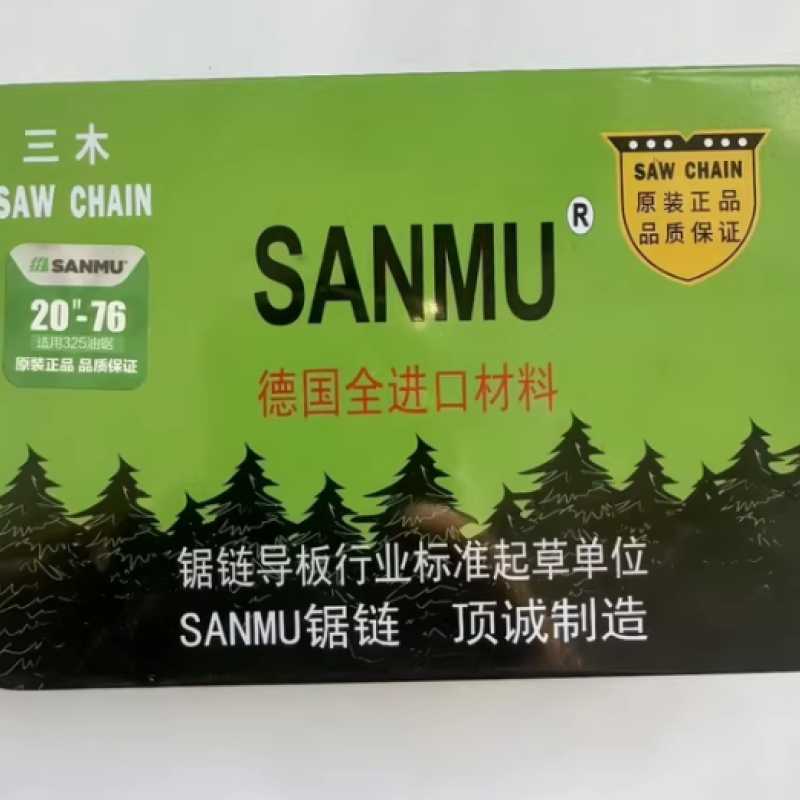 三木
SAW CHAIN
SANMU
20"-76
适用325油锯
原装正品 品质保证
SANMU®
德国全进口材料
SAW CHAIN
原装正品
品质保证
锯链导板行业标准起草单位
SANMU锯链 顶诚制造